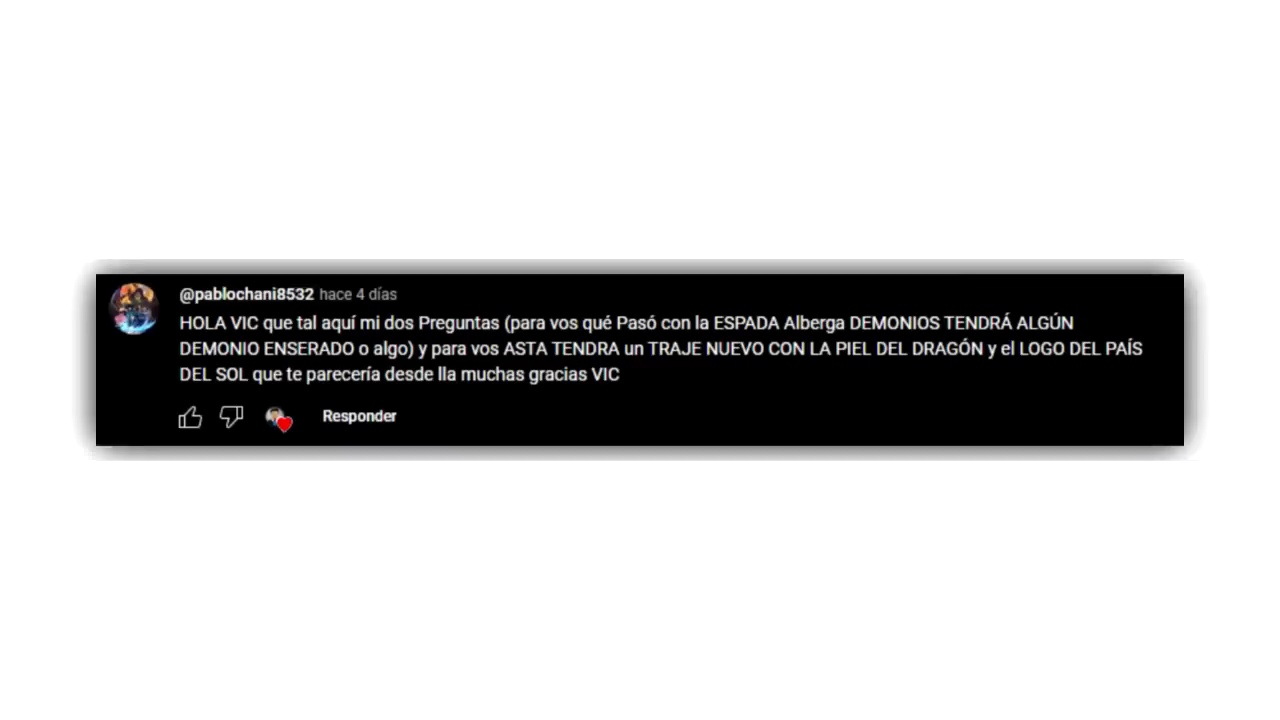 @pablochani8532 hace 4 días
HOLA VIC que tal aquí mi dos Preguntas (para vos qué Pasó con la ESPADA Alberga DEMONIOS TENDRÁ ALGÚN
DEMONIO ENSERADO o algo) y para vos ASTA TENDRA un TRAJE NUEVO CON LA PIEL DEL DRAGÓN y el LOGO DEL PAÍS
DEL SOL que te parecería desde lla muchas gracias VIC
Responder